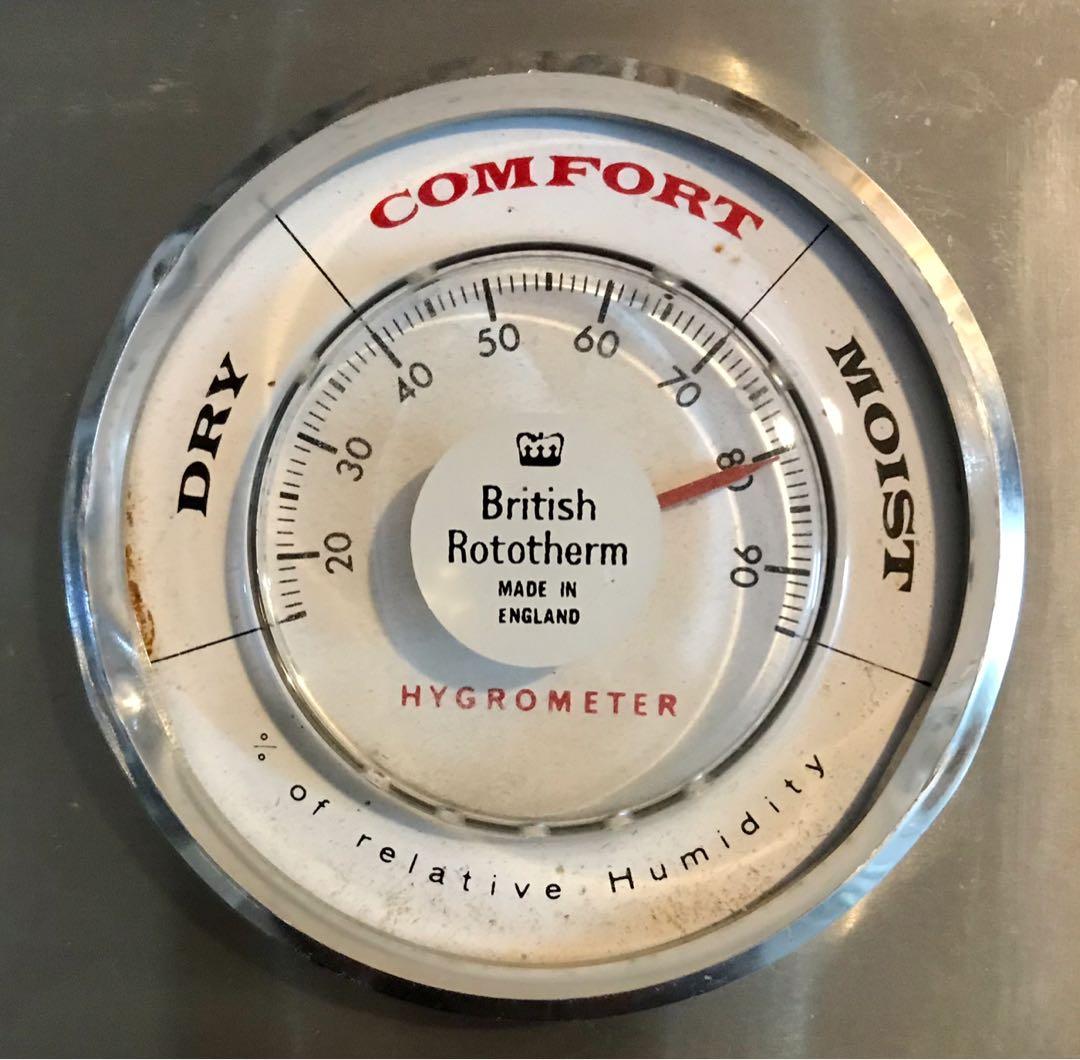 COMFORT
DRY
MOIST
20
30
40
50
60
70
80
90
British
Rototherm
MADE IN
ENGLAND
HYGROMETER
% of relative Humidity